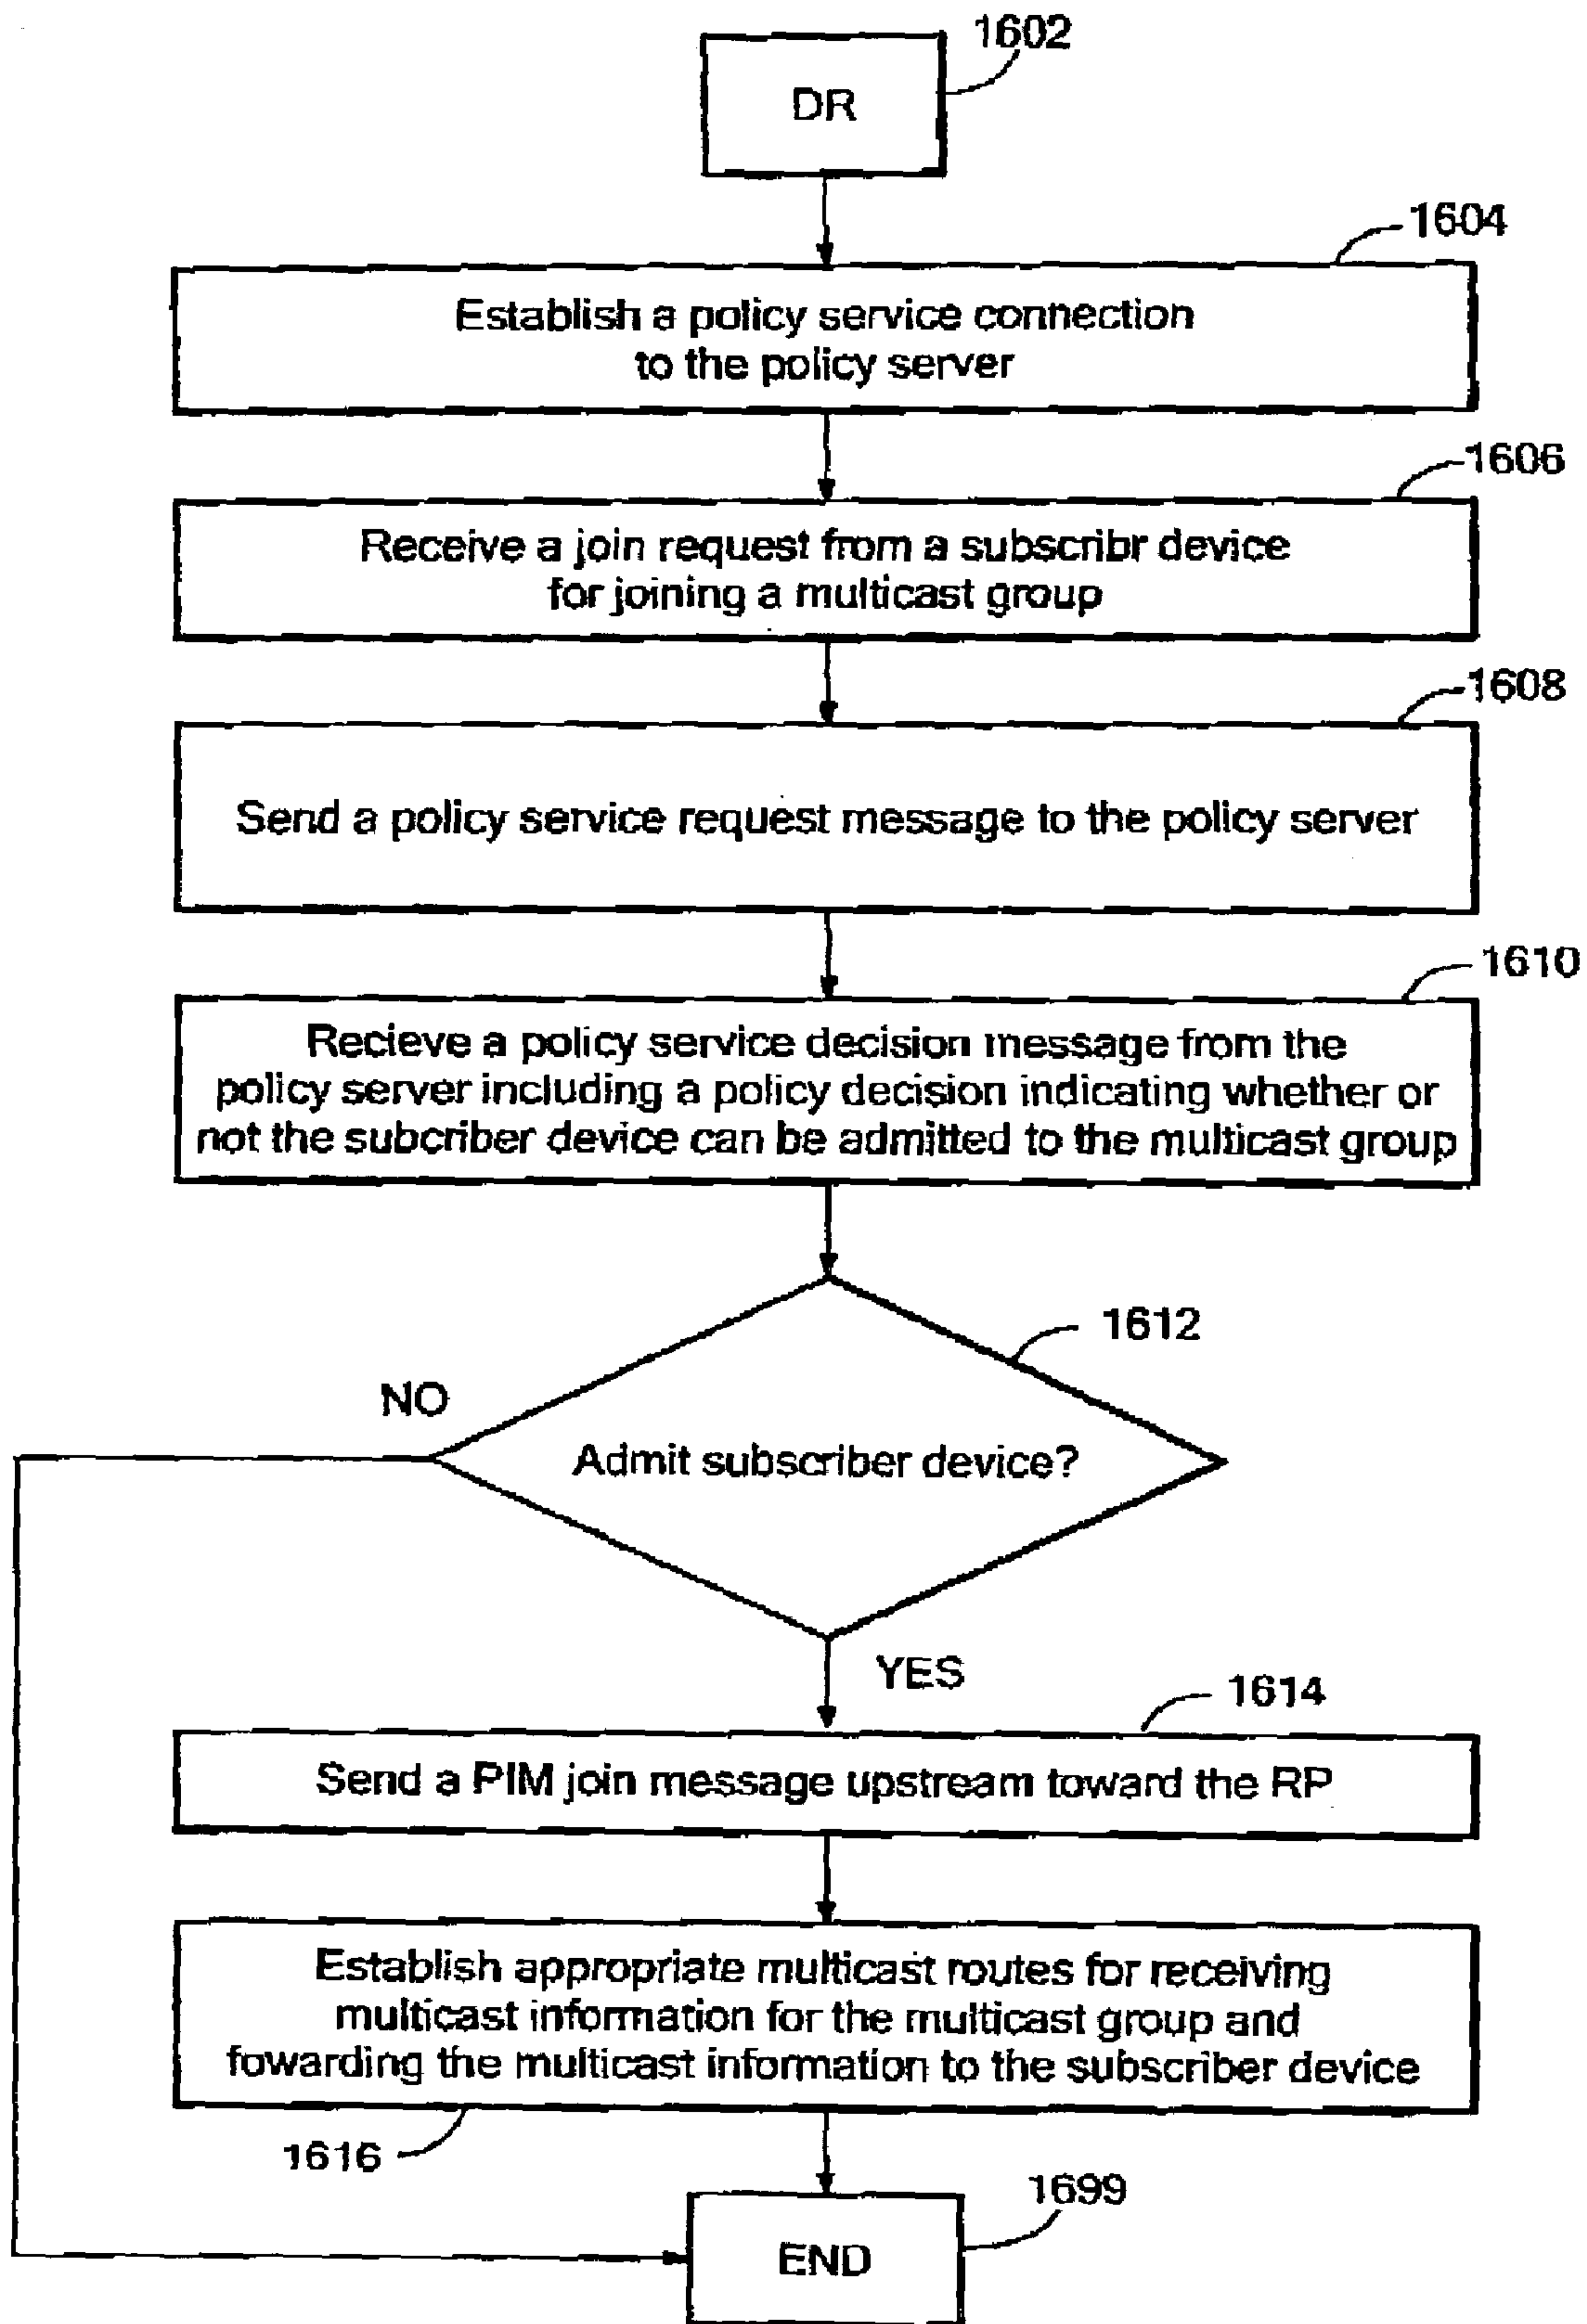 1602
DR
1604
Establish a policy service connection
to the policy server
1606
Receive a join request from a subscribr device
for joining a multicast group
1608
Send a policy service request message to the policy server
1610
Recieve a policy service decision message from the
policy server including a policy decision indicating whether or
not the subcriber device can be admitted to the multicast group
1612
NO
Admit subscriber device?
YES
1614
Send a PIM join message upstream toward the RP
Establish appropriate multicast routes for receiving
multicast information for the multicast group and
fowarding the multicast information to the subscriber device
1616
1699
END